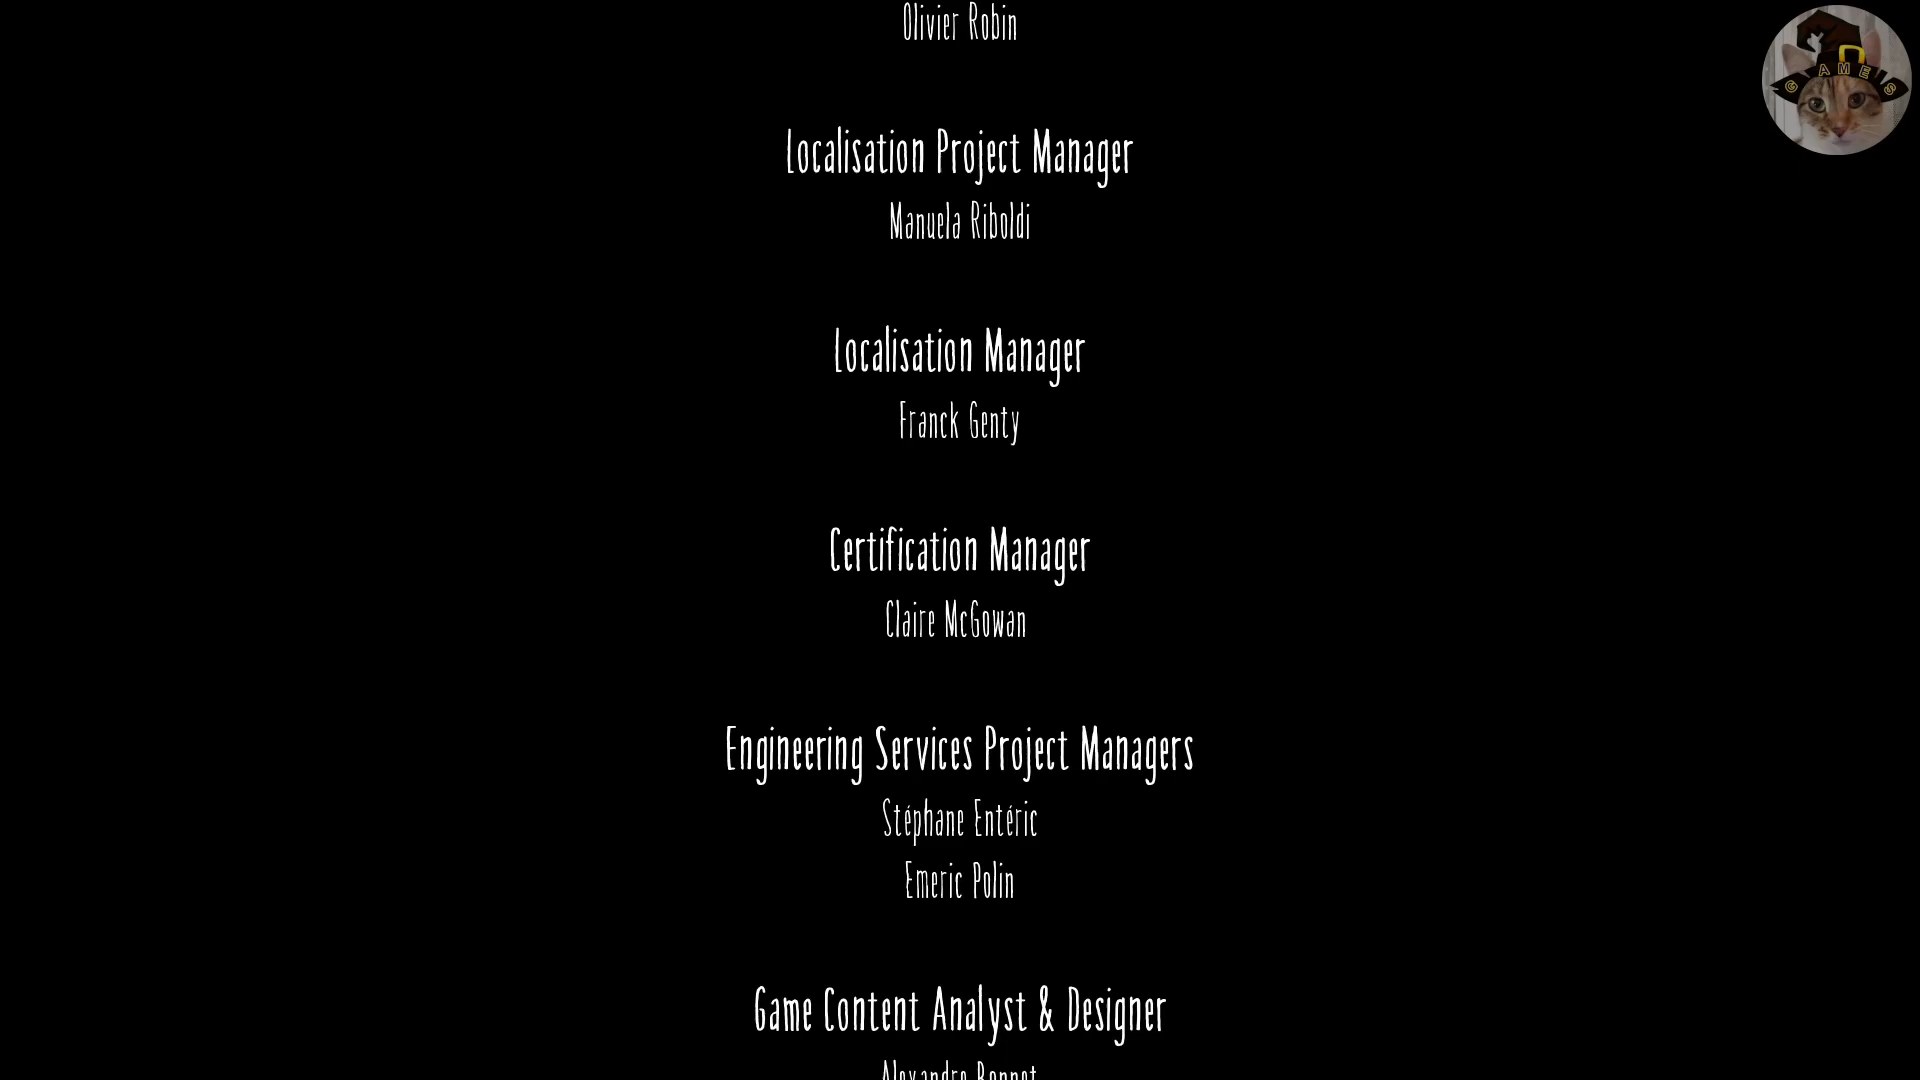 Olivier Robin
GAMES
Localisation Project Manager
Manuela Riboldi
Localisation Manager
Franck Genty
Certification Manager
Claire McGowan
Engineering Services Project Managers
Stéphane Entéric
Emeric Polin
Game Content Analyst & Designer